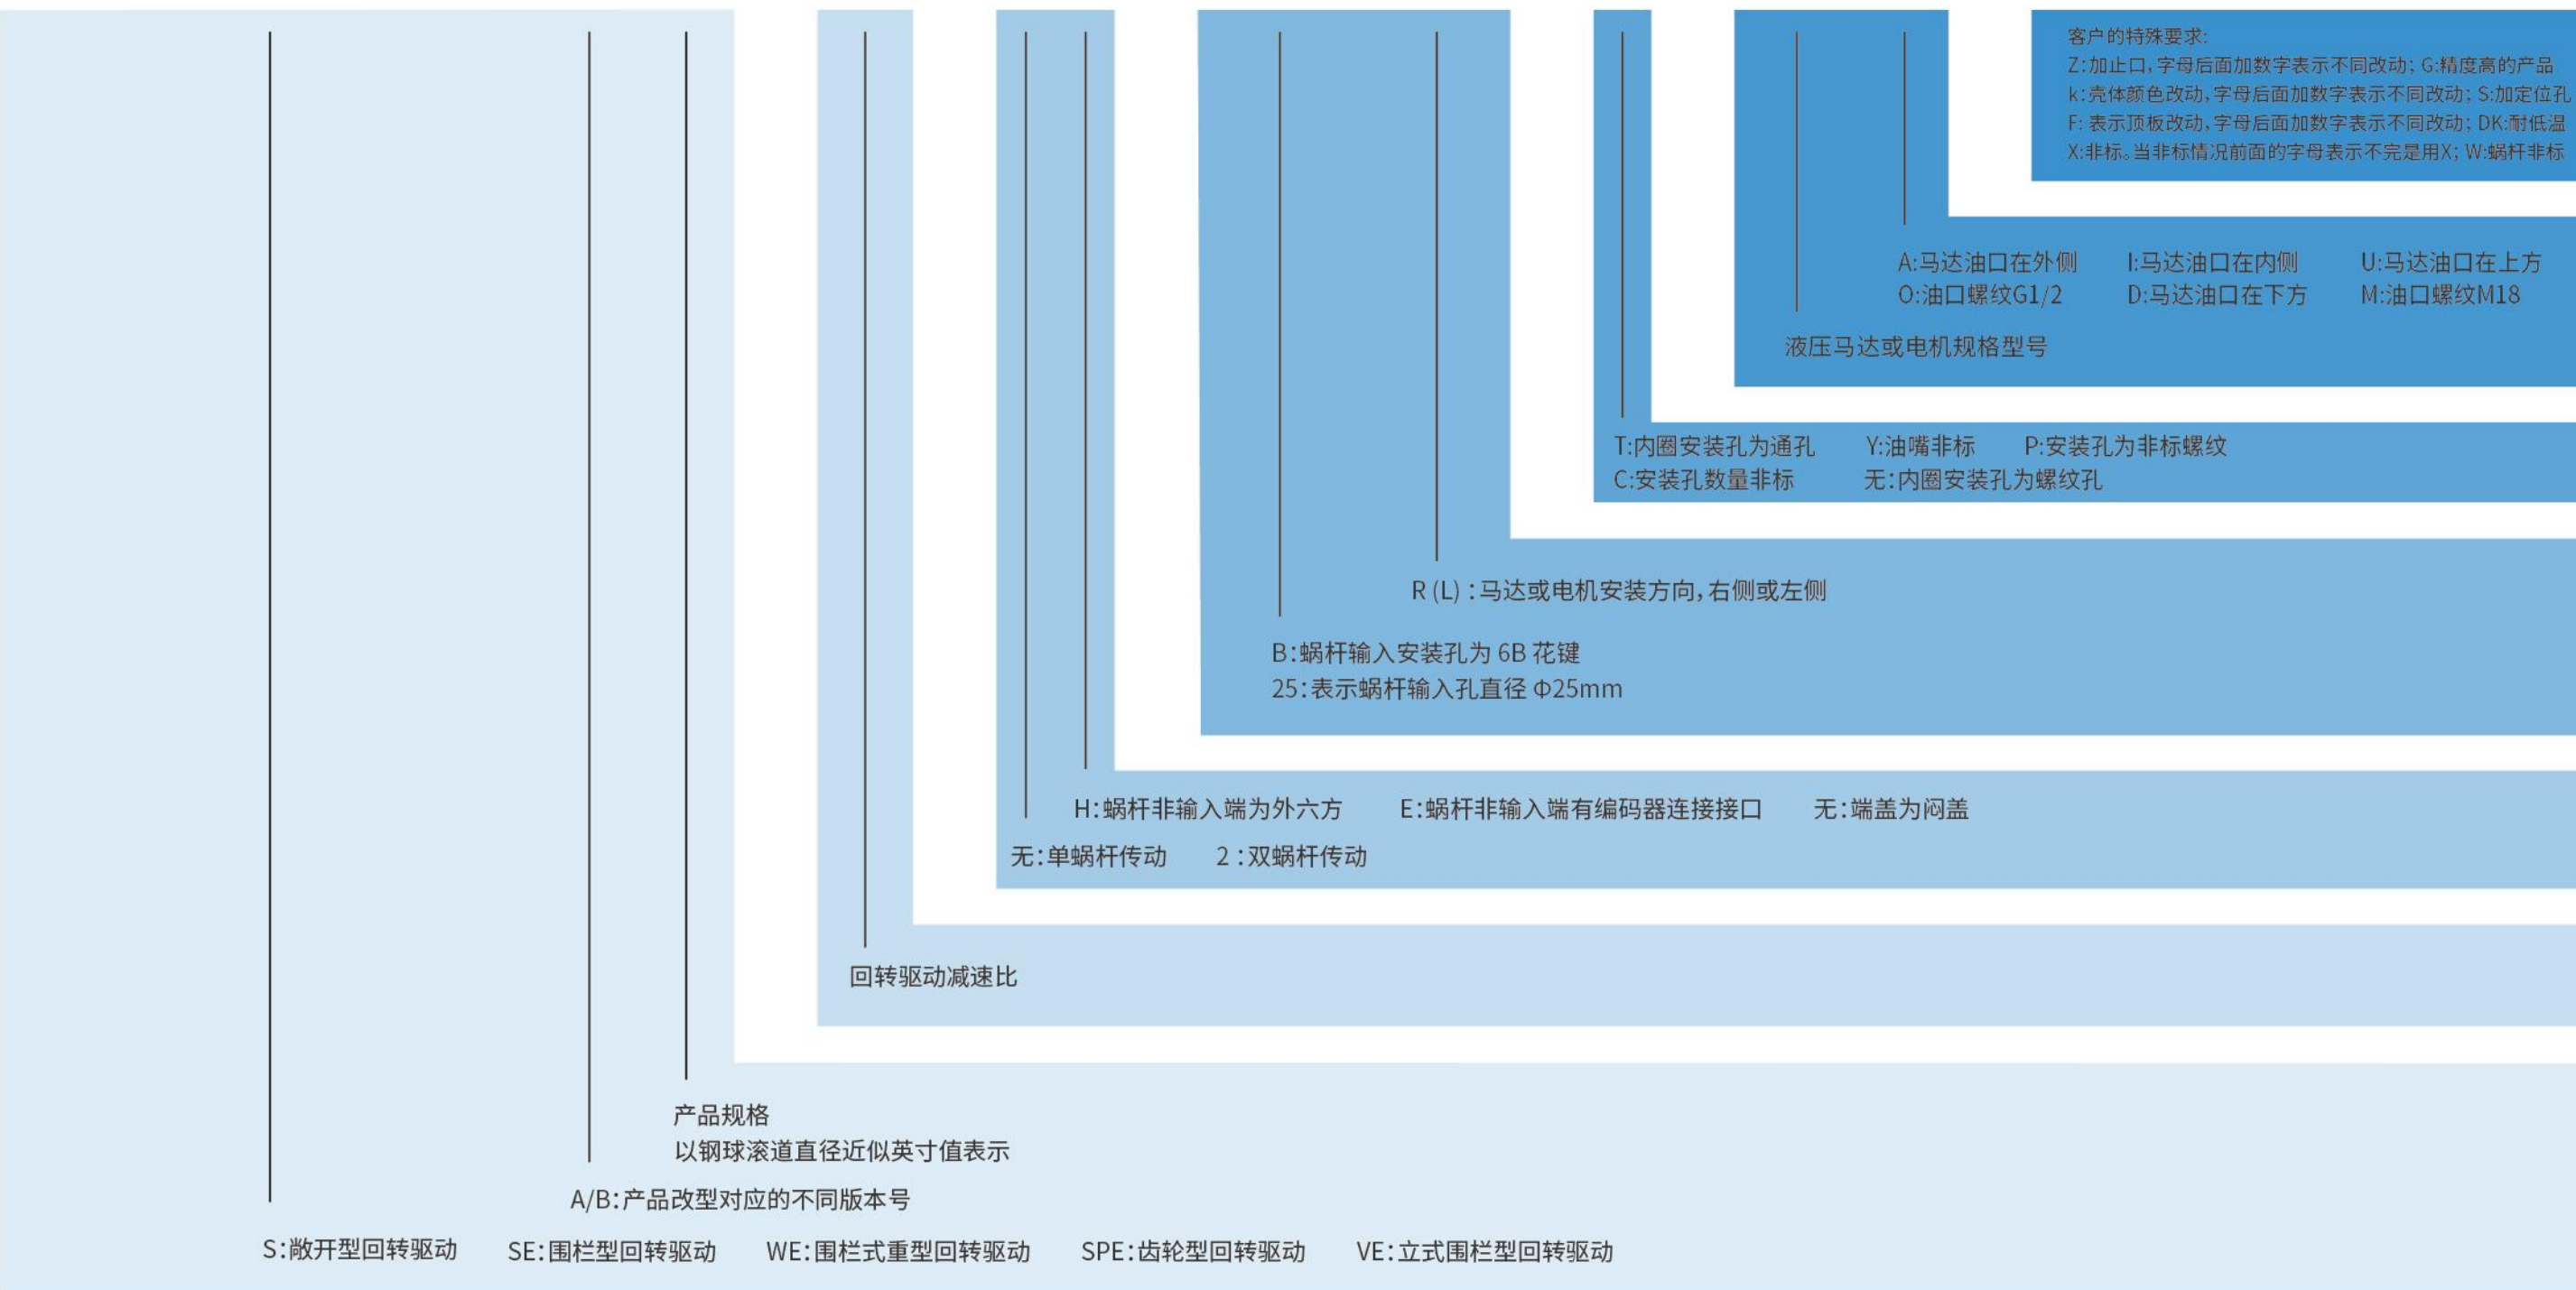 客户的特殊要求:
Z:加止口,字母后面加数字表示不同改动; G:精度高的产品
k:壳体颜色改动,字母后面加数字表示不同改动; S:加定位孔
F: 表示顶板改动,字母后面加数字表示不同改动; DK:耐低温
X:非标。当非标情况前面的字母表示不完是用X; W:蜗杆非标
A:马达油口在外侧 I:马达油口在内侧 U:马达油口在上方
O:油口螺纹G1/2 D:马达油口在下方 M:油口螺纹M18
液压马达或电机规格型号
T:内圈安装孔为通孔 Y:油嘴非标 P:安装孔为非标螺纹
C:安装孔数量非标 无:内圈安装孔为螺纹孔
R (L) :马达或电机安装方向,右侧或左侧
B:蜗杆输入安装孔为 6B 花键
25:表示蜗杆输入孔直径 Φ25mm
H:蜗杆非输入端为外六方 E:蜗杆非输入端有编码器连接接口 无:端盖为闷盖
无:单蜗杆传动 2 :双蜗杆传动
回转驱动减速比
产品规格
以钢球滚道直径近似英寸值表示
A/B:产品改型对应的不同版本号
S:敞开型回转驱动 SE:围栏型回转驱动 WE:围栏式重型回转驱动 SPE:齿轮型回转驱动 VE:立式围栏型回转驱动